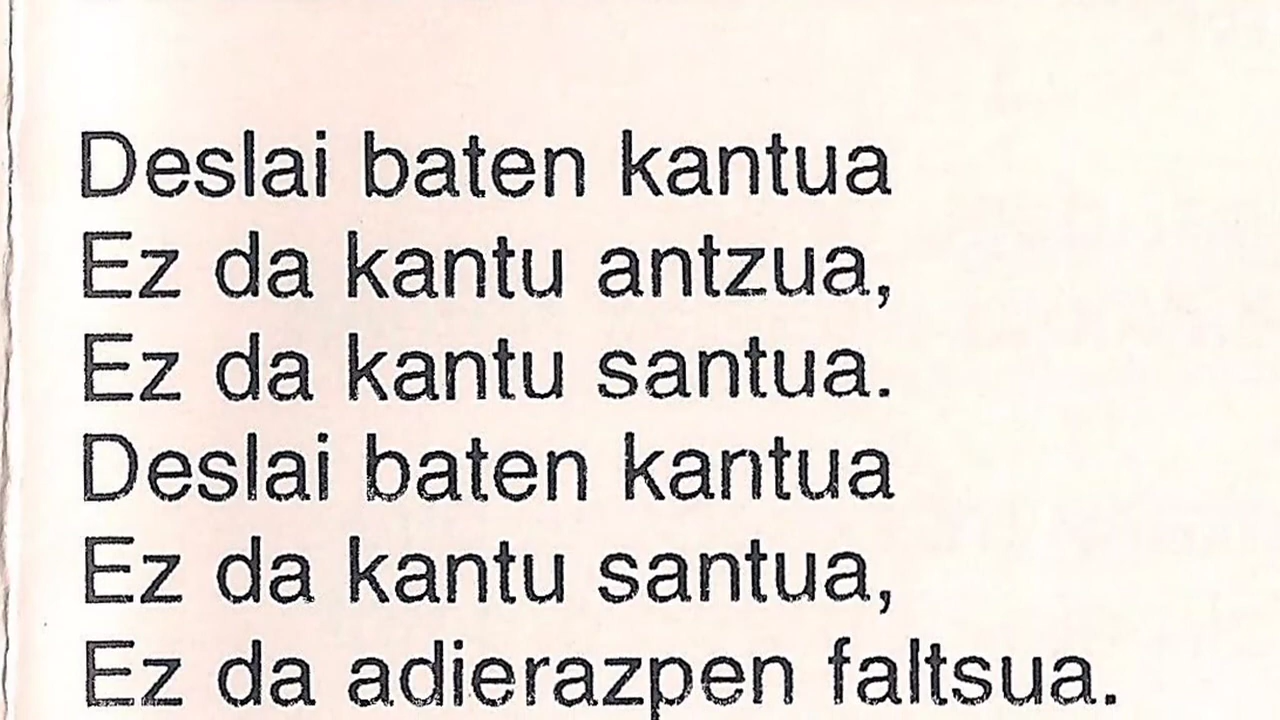 Deslai baten kantua
Ez da kantu antzua,
Ez da kantu santua.
Deslai baten kantua
Ez da kantu santua,
Ez da adierazpen faltsua.